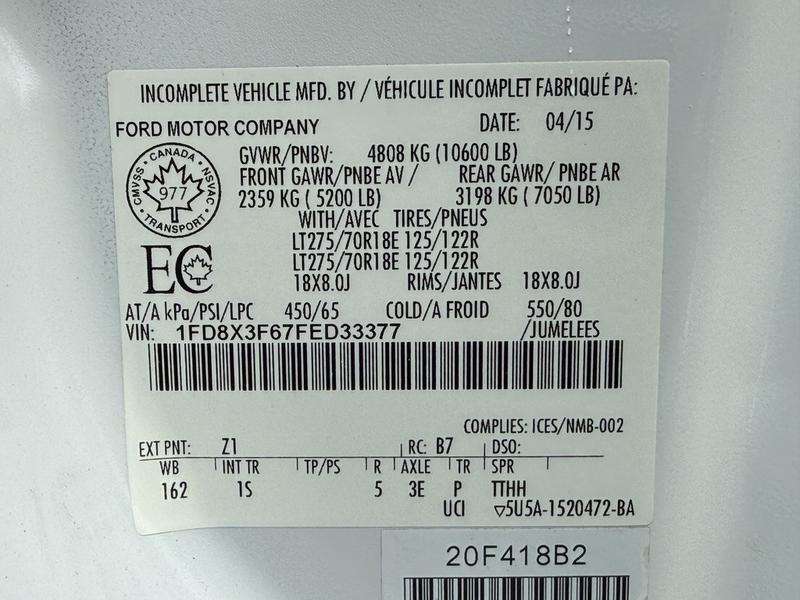 INCOMPLETE VEHICLE MFD. BY / VÉHICULE INCOMPLET FABRIQUÉ PA:
FORD MOTOR COMPANY DATE: 04/15
CMVSS · CANADA · NSVAC · TRANSPORT
977
GVWR/PNBV: 4808 KG (10600 LB)
FRONT GAWR/PNBE AV / REAR GAWR/ PNBE AR
2359 KG ( 5200 LB) 3198 KG ( 7050 LB)
WITH/AVEC TIRES/PNEUS
LT275/70R18E 125/122R
LT275/70R18E 125/122R
EC
18X8.0J RIMS/JANTES 18X8.0J
AT/A kPa/PSI/LPC 450/65 COLD/A FROID 550/80
VIN: 1FD8X3F67FED33377 /JUMELEES
COMPLIES: ICES/NMB-002
EXT PNT: Z1 RC: B7 DSO:
WB INT TR TP/PS R AXLE TR SPR
162 1S 5 3E P TTHH
UCI ▽5U5A-1520472-BA
20F418B2